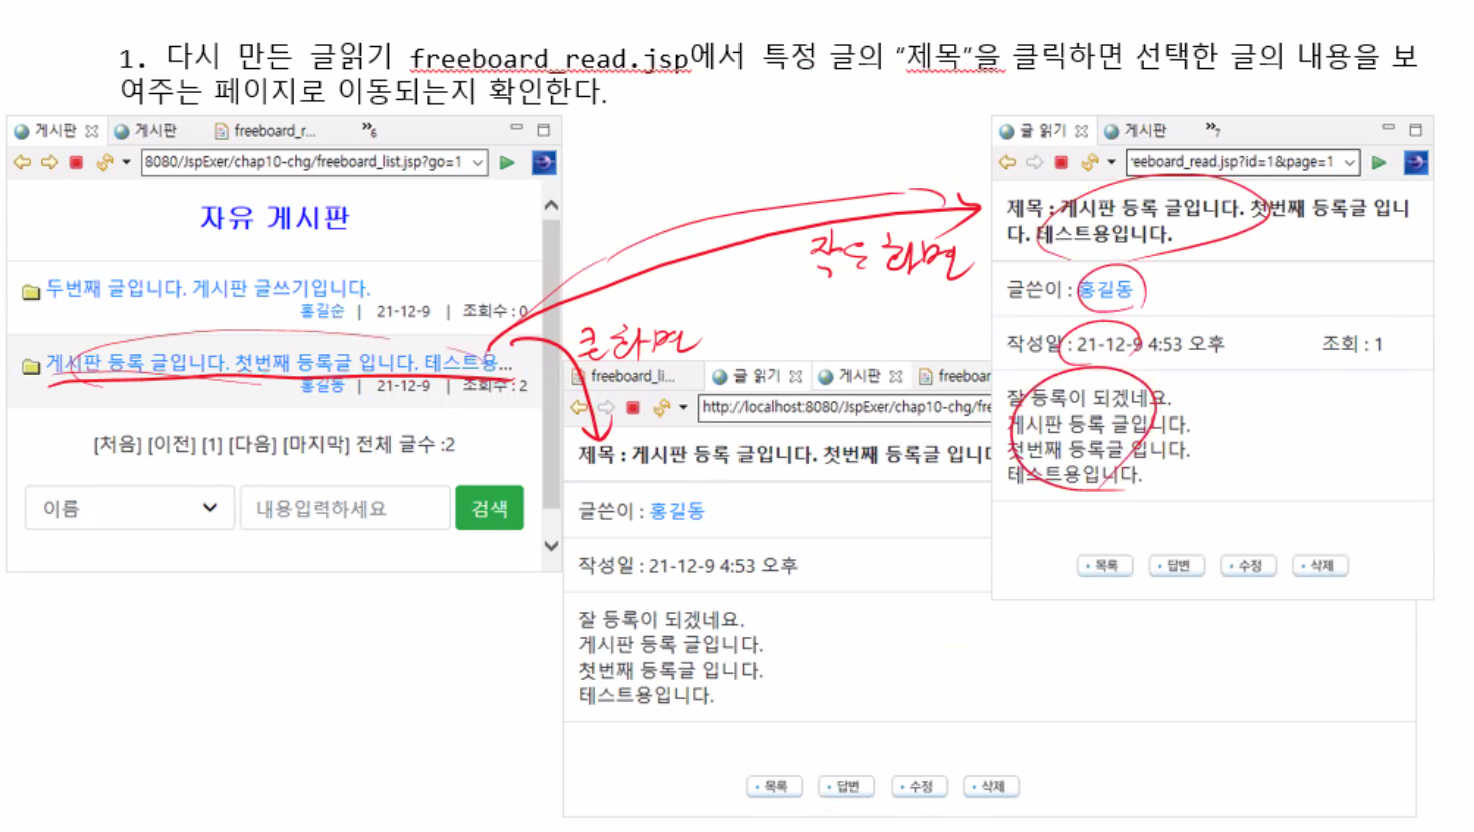 1. 다시 만든 글읽기 freeboard_read.jsp에서 특정 글의 “제목”을 클릭하면 선택한 글의 내용을 보
여주는 페이지로 이동되는지 확인한다.
게시판 게시판 freeboard_r... »6
8080/JspExer/chap10-chg/freeboard_list.jsp?go=1
자유 게시판
두번째 글입니다. 게시판 글쓰기입니다.
홍길순 | 21-12-9 | 조회수 : 0
게시판 등록 글입니다. 첫번째 등록글 입니다. 테스트용...
홍길동 | 21-12-9 | 조회수 : 2
[처음] [이전] [1] [다음] [마지막] 전체 글수 :2
이름 내용입력하세요 검색
큰화면
작은 화면
freeboard_li... 글 읽기 게시판 freeboar
http://localhost:8080/JspExer/chap10-chg/fre
제목 : 게시판 등록 글입니다. 첫번째 등록글 입니다
글쓴이 : 홍길동
작성일 : 21-12-9 4:53 오후
잘 등록이 되겠네요.
게시판 등록 글입니다.
첫번째 등록글 입니다.
테스트용입니다.
목록 답변 수정 삭제
글 읽기 게시판 »7
reeboard_read.jsp?id=1&page=1
제목 : 게시판 등록 글입니다. 첫번째 등록글 입니
다. 테스트용입니다.
글쓴이 : 홍길동
작성일 : 21-12-9 4:53 오후 조회 : 1
잘 등록이 되겠네요.
게시판 등록 글입니다.
첫번째 등록글 입니다.
테스트용입니다.
목록 답변 수정 삭제